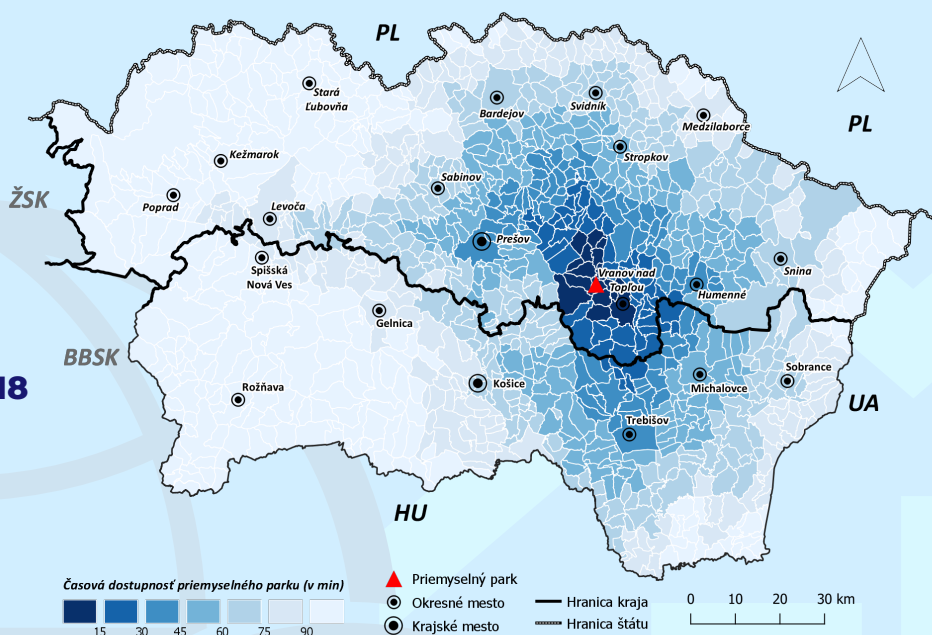 PL
Stará
Ľubovňa
Bardejov
Svidník
Medzilaborce
PL
Kežmarok
Stropkov
Sabinov
ŽSK
Poprad
Levoča
Prešov
Spišská
Nová Ves
Vranov nad
Topľou
Snina
Humenné
Gelnica
BBSK
18
Rožňava
Košice
Michalovce
Sobrance
UA
Trebišov
HU
Časová dostupnosť priemyselného parku (v min)
15 30 45 60 75 90
Priemyselný park
Okresné mesto
Krajské mesto
Hranica kraja
Hranica štátu
0 10 20 30 km